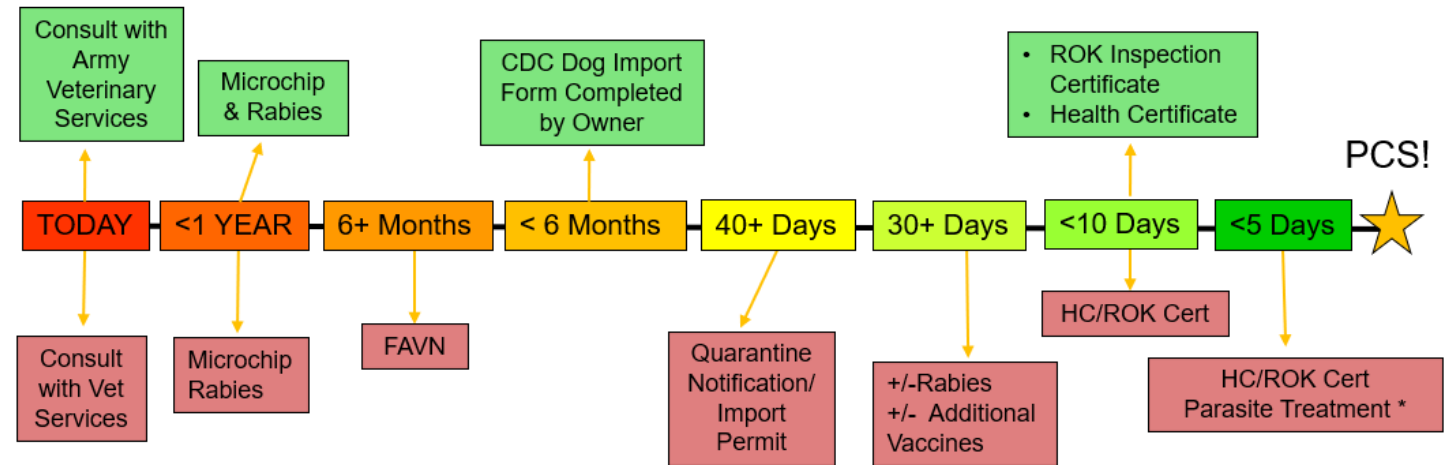 Consult with
Army
Veterinary
Services
Microchip
& Rabies
CDC Dog Import
Form Completed
by Owner
• ROK Inspection
Certificate
• Health Certificate
PCS!
TODAY
<1 YEAR
6+ Months
< 6 Months
40+ Days
30+ Days
<10 Days
<5 Days
Consult
with Vet
Services
Microchip
Rabies
FAVN
Quarantine
Notification/
Import
Permit
+/-Rabies
+/- Additional
Vaccines
HC/ROK Cert
HC/ROK Cert
Parasite Treatment *